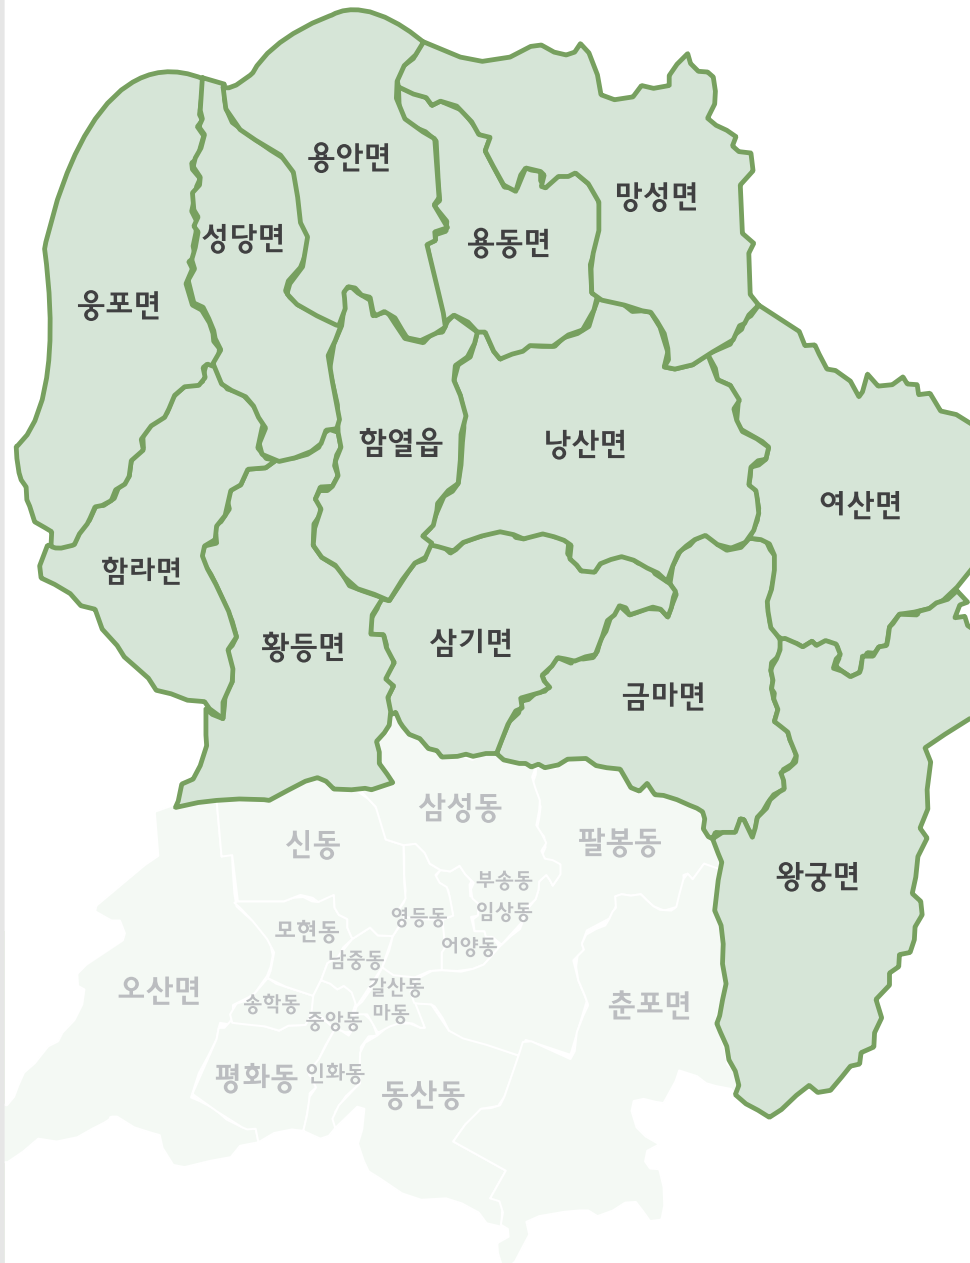 용안면
망성면
성당면
용동면
웅포면
함열읍
낭산면
여산면
함라면
황등면
삼기면
금마면
삼성동
신동
팔봉동
왕궁면
부송동
영등동
임상동
모현동
어양동
남중동
오산면
갈산동
송학동
마동
춘포면
중앙동
평화동
인화동
동산동